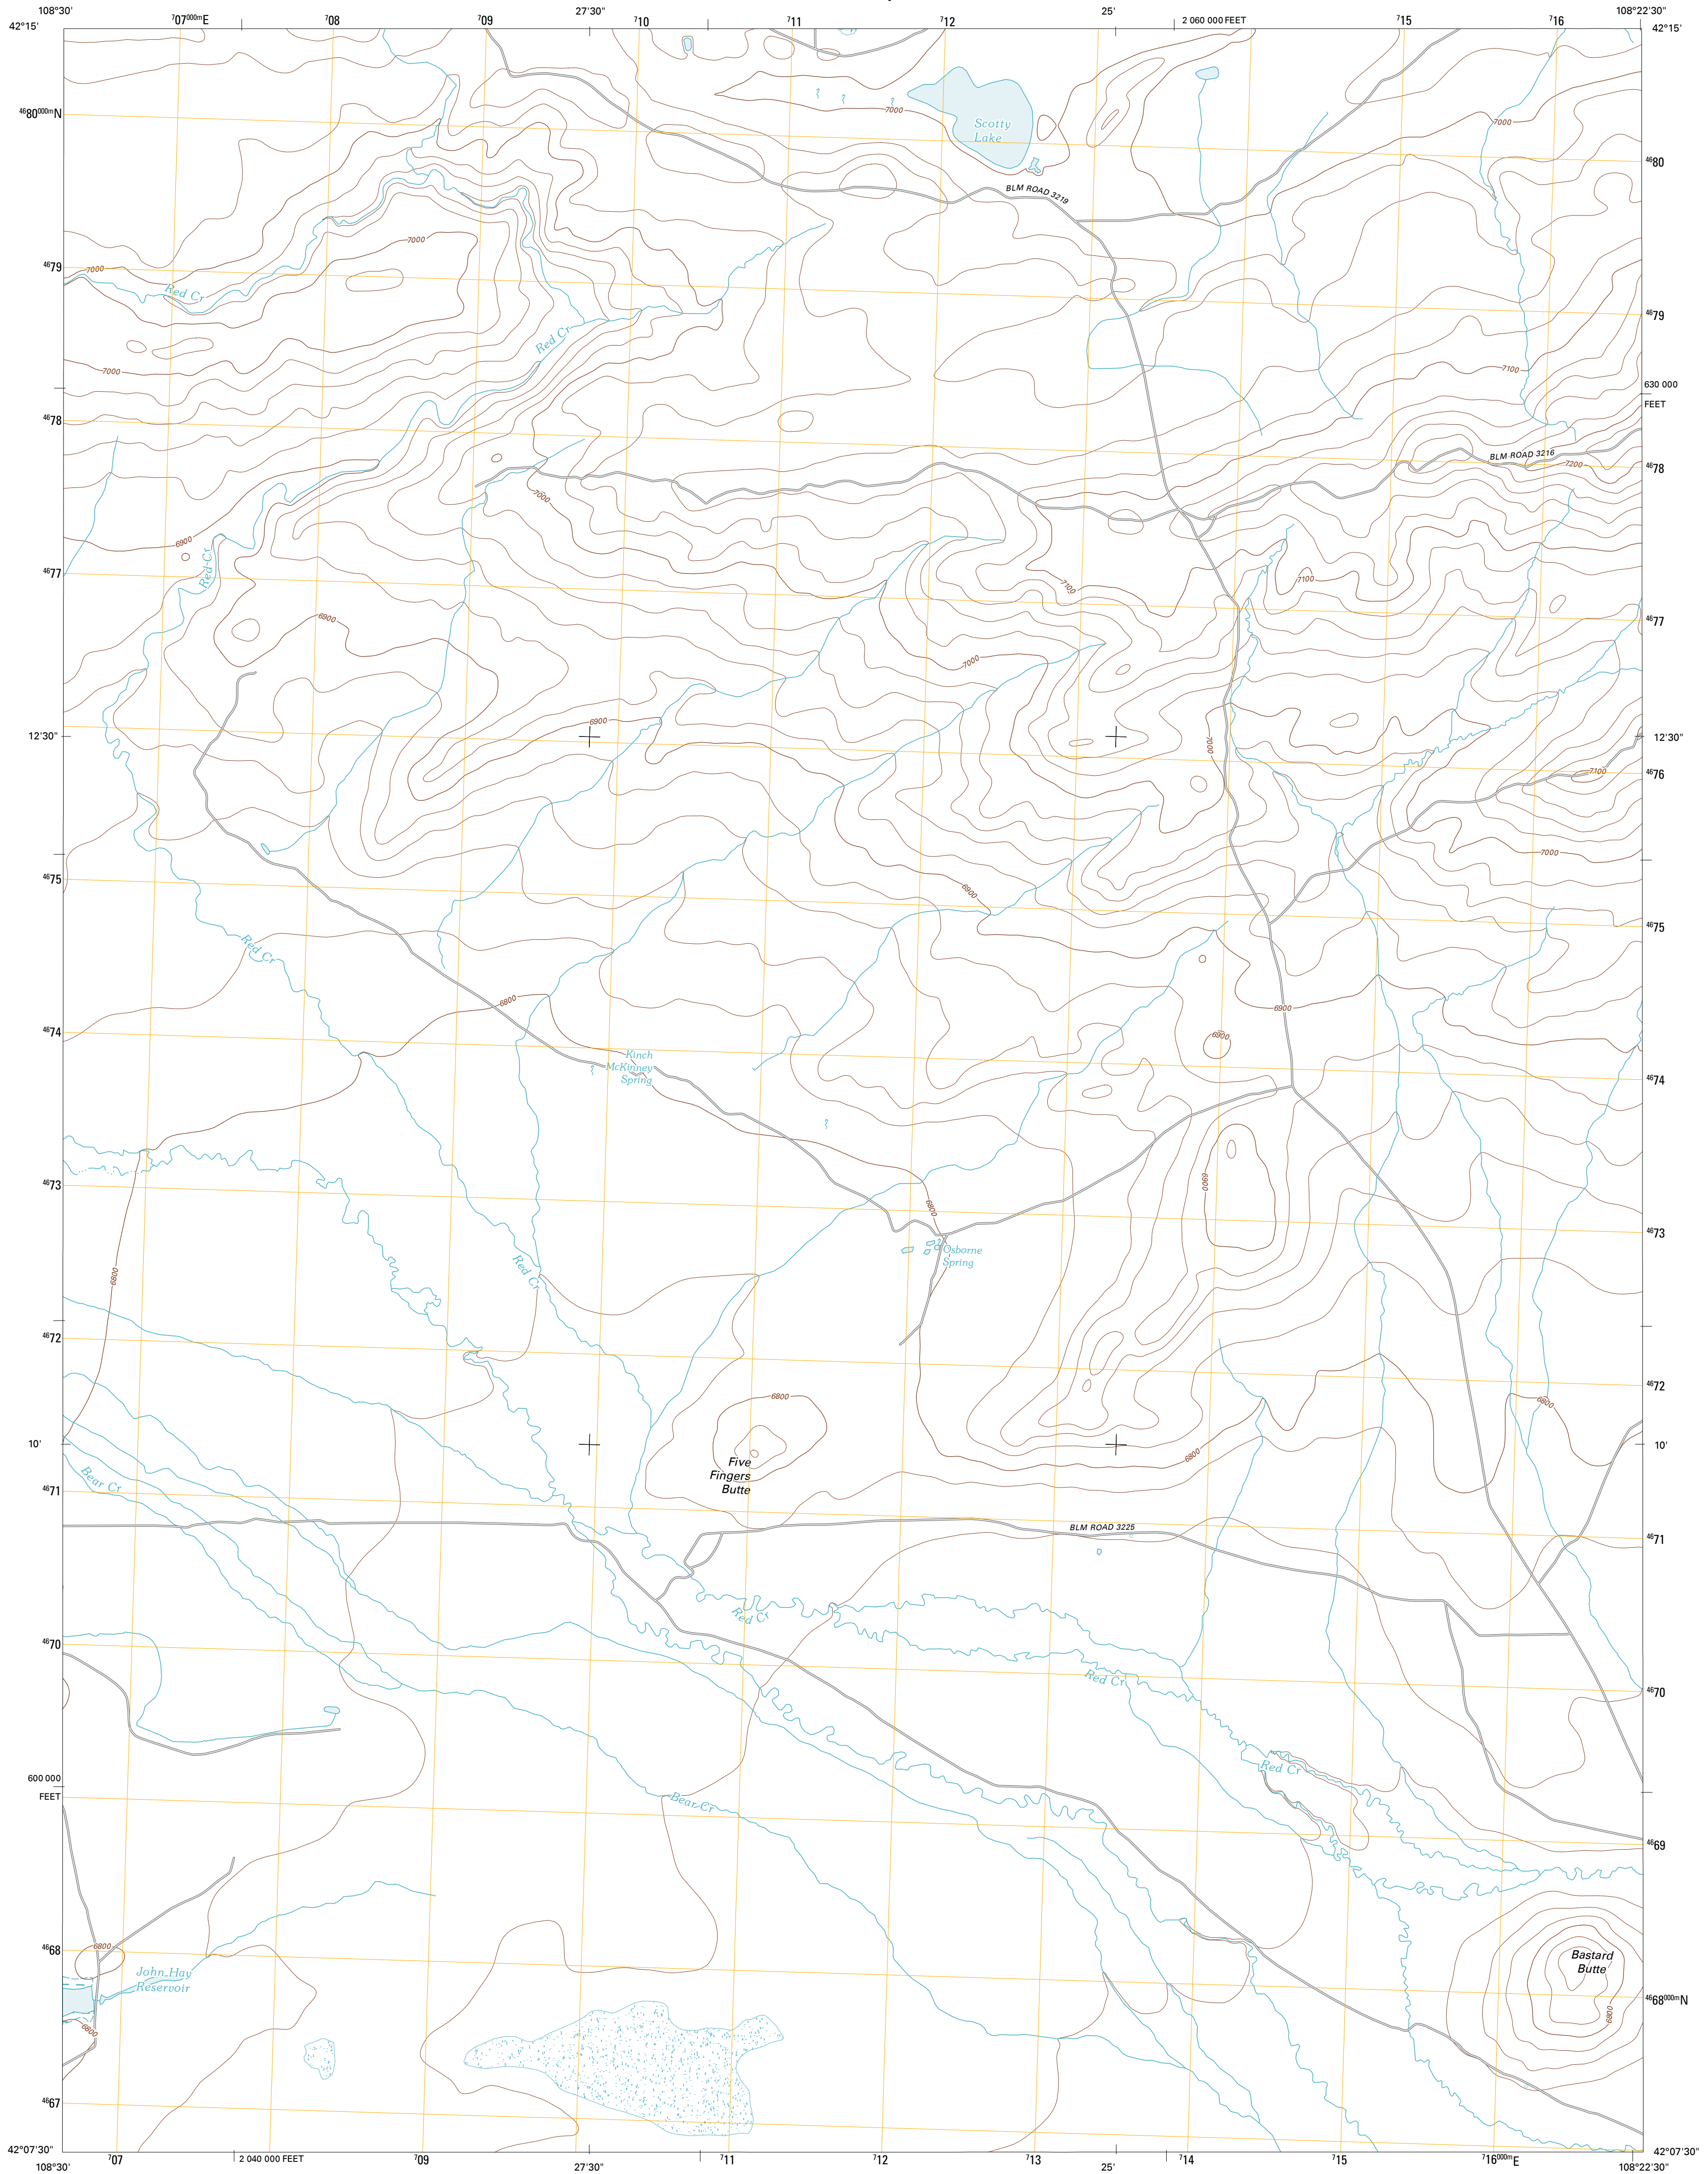 108°30'
⁷07⁰⁰⁰ᵐE
⁷08
⁷09
27'30"
⁷10
⁷11
⁷12
25'
2 060 000 FEET
⁷15
⁷16
108°22'30"
42°15'
42°15'
⁴⁶80⁰⁰⁰ᵐN
7000
Scotty
Lake
7000
⁴⁶80
BLM ROAD 3219
7000
⁴⁶79
7000
Red Cr
⁴⁶79
Red Cr
7000
7100
630 000
FEET
⁴⁶78
BLM ROAD 3216
7200
⁴⁶78
7000
6900
Red Cr
⁴⁶77
7100
7100
6900
⁴⁶77
7000
6900
12'30"
7000
12'30"
7100
⁴⁶76
7000
⁴⁶75
6900
⁴⁶75
Red Cr
6800
6900
⁴⁶74
6900
Kinch
McKinney
Spring
⁴⁶74
⁴⁶73
6900
6800
⁴⁶73
Osborne
Spring
Red Cr
6800
⁴⁶72
⁴⁶72
6800
6800
10'
6800
10'
Five
Fingers
Butte
Bear Cr
⁴⁶71
BLM ROAD 3225
⁴⁶71
Red Cr
⁴⁶70
Red Cr
⁴⁶70
Red Cr
600 000
FEET
Bear Cr
⁴⁶69
6800
⁴⁶68
Bastard
Butte
John Hay
Reservoir
⁴⁶68⁰⁰⁰ᵐN
6800
6800
⁴⁶67
42°07'30"
42°07'30"
108°30'
⁷07
2 040 000 FEET
⁷09
27'30"
⁷11
⁷12
⁷13
25'
⁷14
⁷15
⁷16⁰⁰⁰ᵐE
108°22'30"